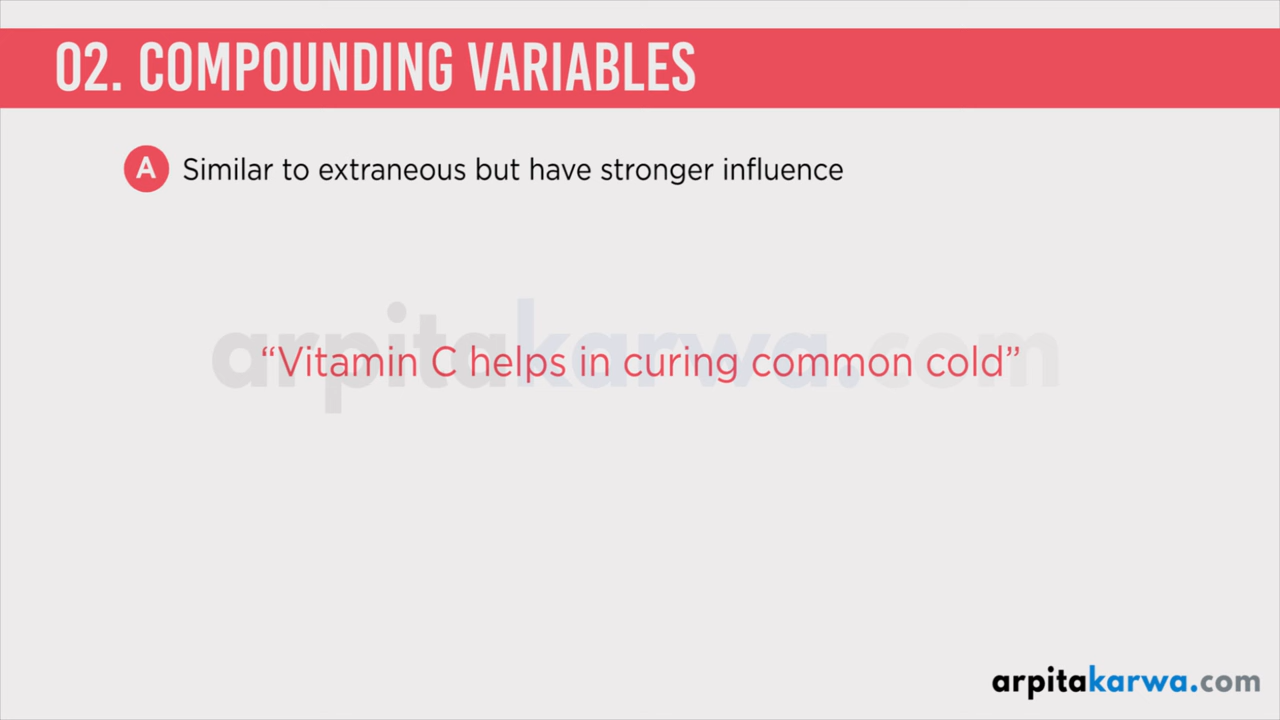 02. COMPOUNDING VARIABLES
A Similar to extraneous but have stronger influence
arpitakarwa.com
“Vitamin C helps in curing common cold”
arpitakarwa.com